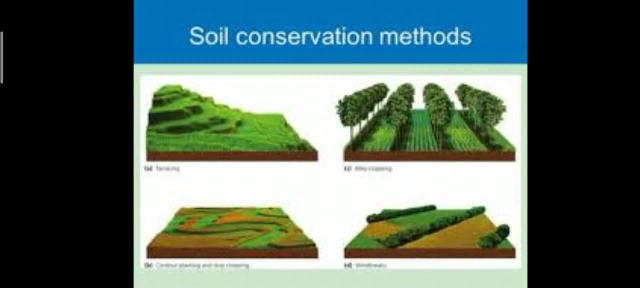 Soil conservation methods
(a) Terracing
(c) Alley cropping
(b) Contour planting and strip cropping
(d) Windbreaks